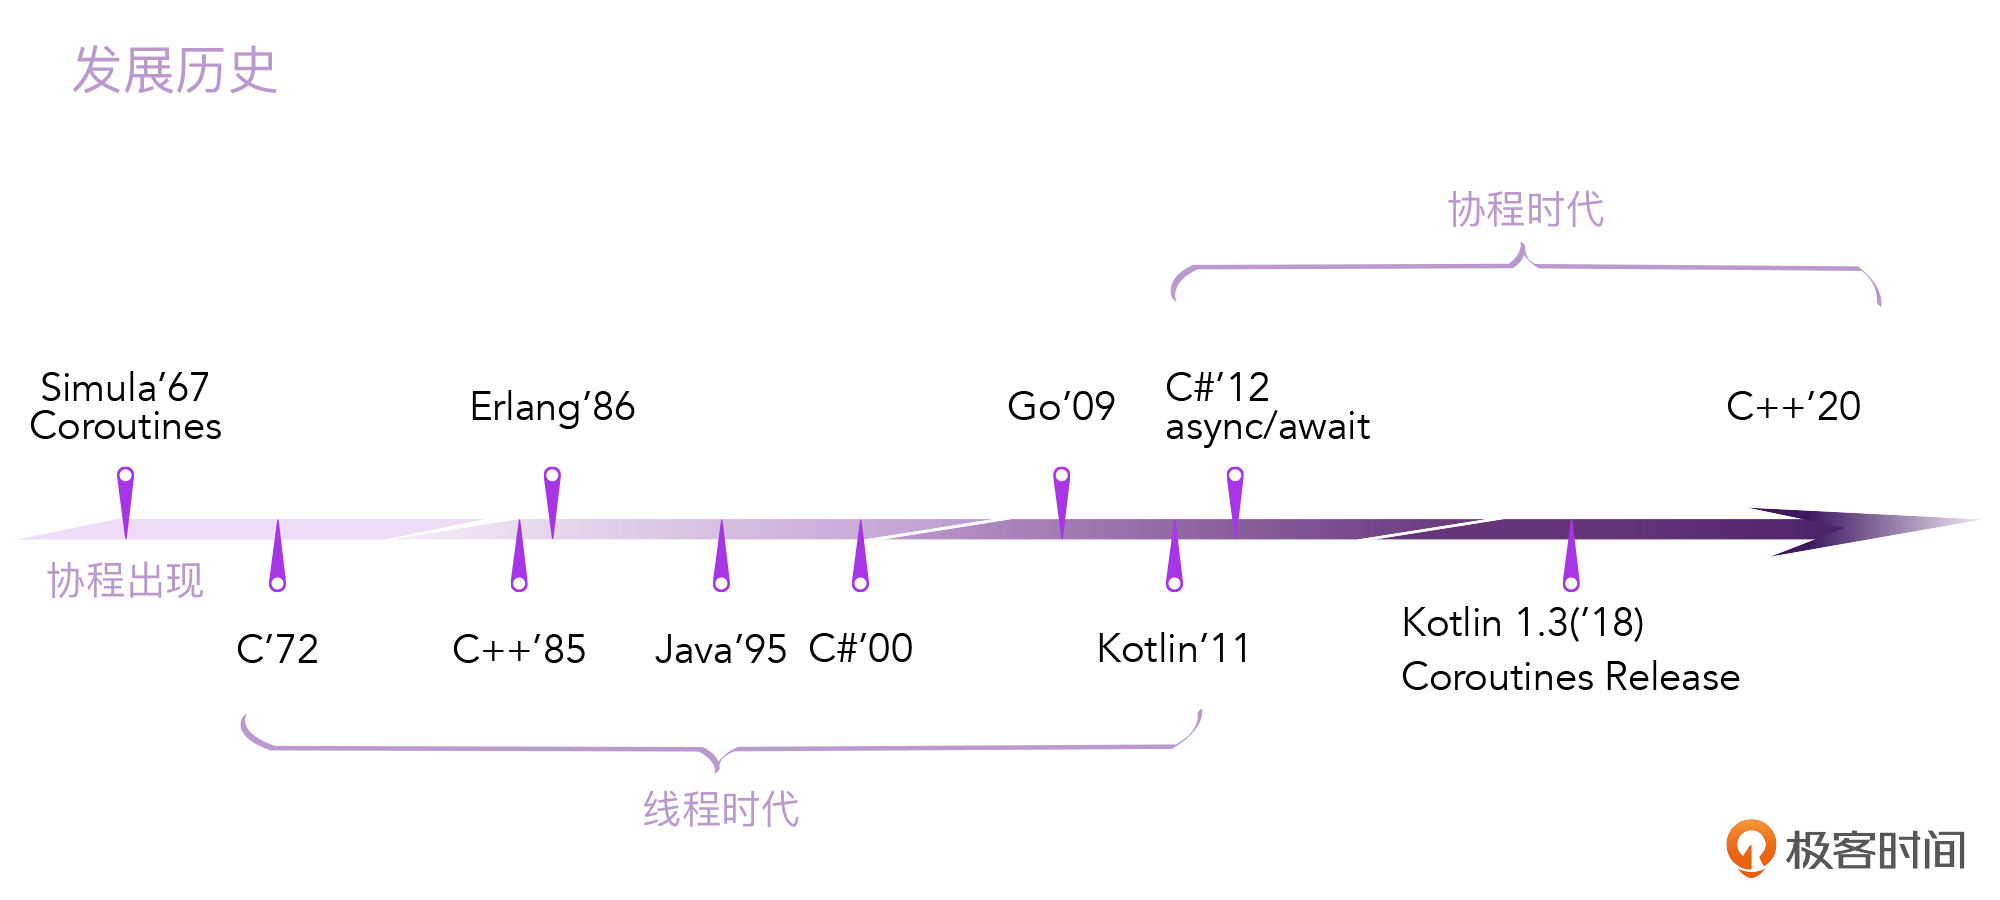 发展历史
协程时代
Simula’67
Coroutines
Erlang’86
Go’09
C#’12
async/await
C++’20
协程出现
C’72
C++’85
Java’95
C#’00
Kotlin’11
Kotlin 1.3(’18)
Coroutines Release
线程时代
极客时间